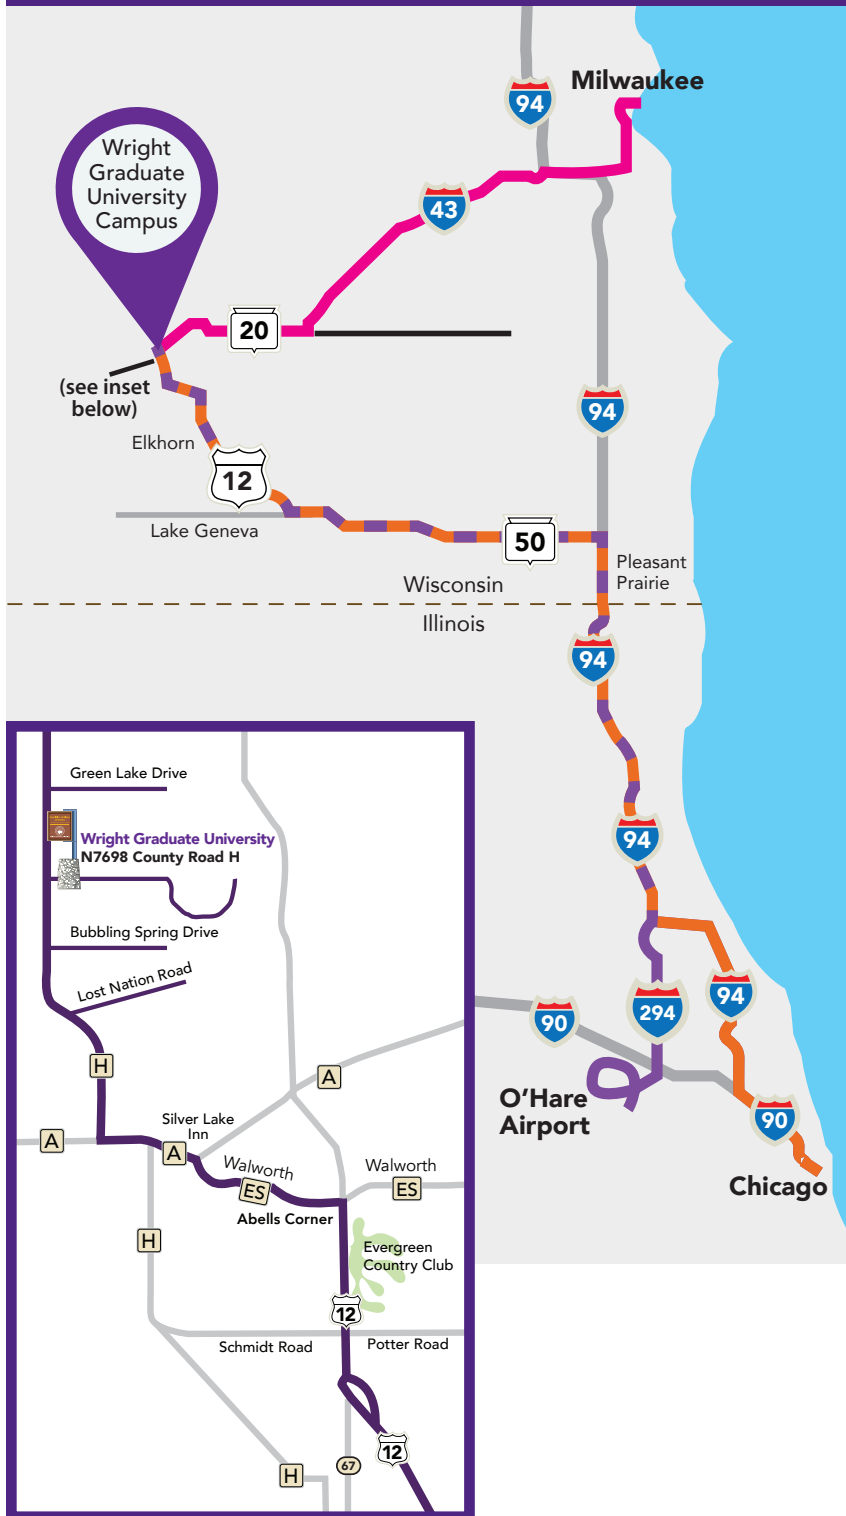 94
Milwaukee
Wright
Graduate
University
Campus
43
20
94
(see inset
below)
Elkhorn
12
Lake Geneva
50
Pleasant
Prairie
Wisconsin
Illinois
94
94
94
294
90
O'Hare
Airport
90
Chicago
Green Lake Drive
Wright Graduate University
N7698 County Road H
Bubbling Spring Drive
Lost Nation Road
H
A
Silver Lake
Inn
A
A
Walworth
ES
Walworth
ES
Abells Corner
H
Evergreen
Country Club
12
Schmidt Road
Potter Road
12
67
H